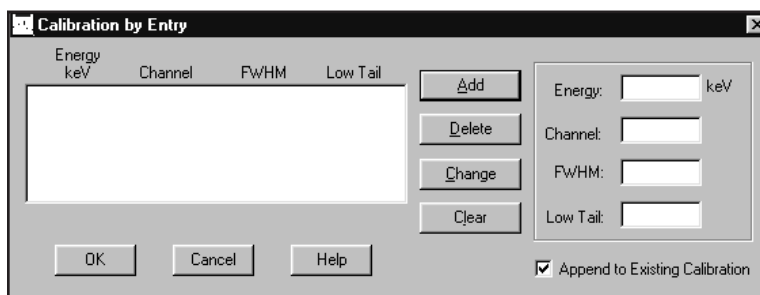 Calibration by Entry
Energy
keV Channel FWHM Low Tail
Add
Delete
Change
Clear
Energy: keV
Channel:
FWHM:
Low Tail:
OK Cancel Help
Append to Existing Calibration